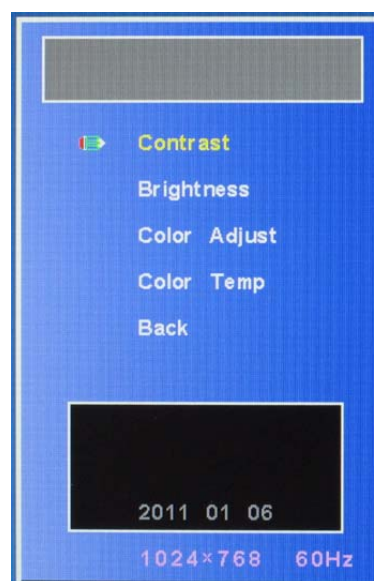 Contrast
Brightness
Color Adjust
Color Temp
Back
2011 01 06
1024×768 60Hz